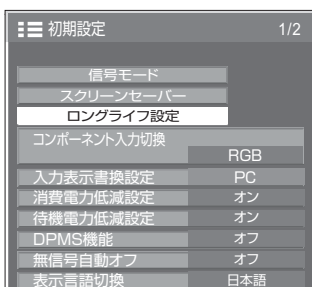 初期設定 1/2
信号モード
スクリーンセーバー
ロングライフ設定
コンポーネント入力切換
RGB
入力表示書換設定 PC
消費電力低減設定 オン
待機電力低減設定 オン
DPMS機能 オフ
無信号自動オフ オフ
表示言語切換 日本語